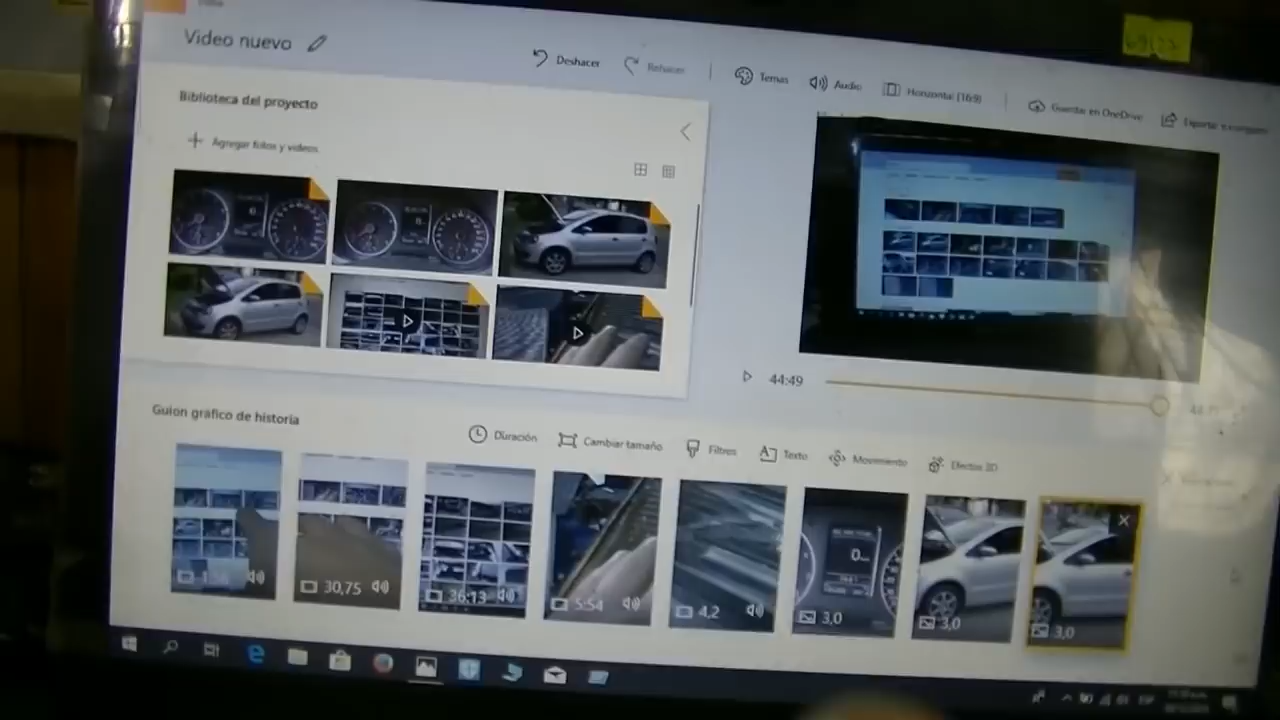 Video nuevo
Deshacer
Rehacer
Temas
Audio
Horizontal (16:9)
Guardar en OneDrive
Biblioteca del proyecto
Agregar fotos y videos
44:49
Guion gráfico de historia
Duración
Cambiar tamaño
Filtros
Texto
Movimiento
Efectos 3D
30,75
36:13
5:54
4,2
3,0
3,0
3,0